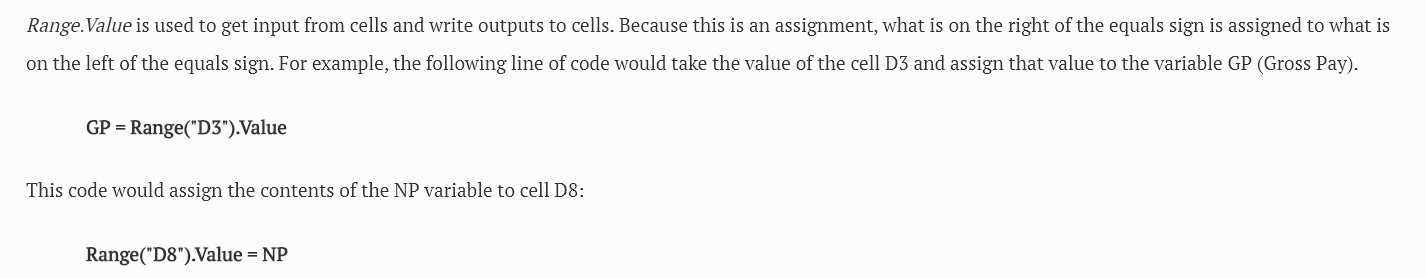 Range.Value is used to get input from cells and write outputs to cells. Because this is an assignment, what is on the right of the equals sign is assigned to what is
on the left of the equals sign. For example, the following line of code would take the value of the cell D3 and assign that value to the variable GP (Gross Pay).
GP = Range("D3").Value
This code would assign the contents of the NP variable to cell D8:
Range("D8").Value = NP